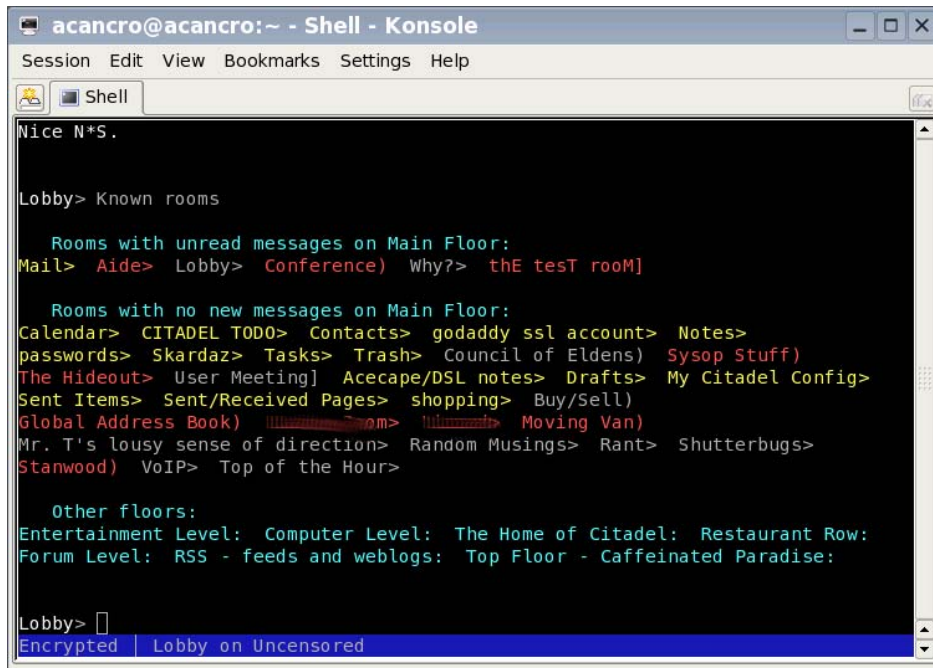 acancro@acancro:~ - Shell - Konsole
Session Edit View Bookmarks Settings Help
Shell
Nice N*S.
Lobby> Known rooms
Rooms with unread messages on Main Floor:
Mail> Aide> Lobby> Conference) Why?> thE tesT rooM]
Rooms with no new messages on Main Floor:
Calendar> CITADEL TODO> Contacts> godaddy ssl account> Notes>
passwords> Skardaz> Tasks> Trash> Council of Eldens) Sysop Stuff)
The Hideout> User Meeting] Acecape/DSL notes> Drafts> My Citadel Config>
Sent Items> Sent/Received Pages> shopping> Buy/Sell)
Global Address Book) Moving Van)
Mr. T's lousy sense of direction> Random Musings> Rant> Shutterbugs>
Stanwood) VoIP> Top of the Hour>
Other floors:
Entertainment Level: Computer Level: The Home of Citadel: Restaurant Row:
Forum Level: RSS - feeds and weblogs: Top Floor - Caffeinated Paradise:
Lobby>
Encrypted | Lobby on Uncensored